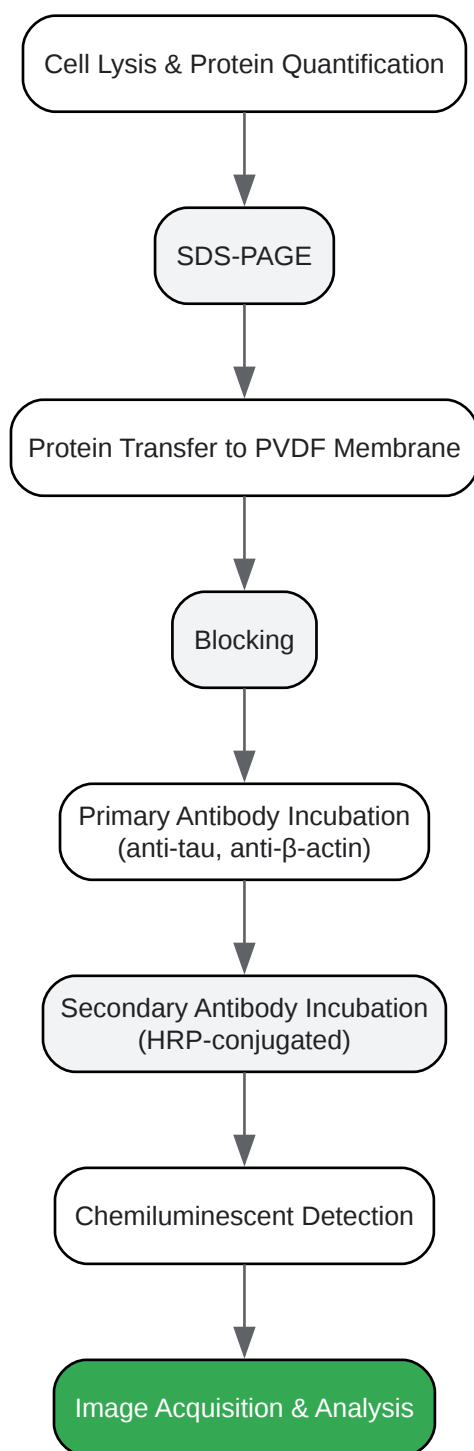 Cell Lysis & Protein Quantification
SDS-PAGE
Protein Transfer to PVDF Membrane
Blocking
Primary Antibody Incubation
(anti-tau, anti-β-actin)
Secondary Antibody Incubation
(HRP-conjugated)
Chemiluminescent Detection
Image Acquisition & Analysis